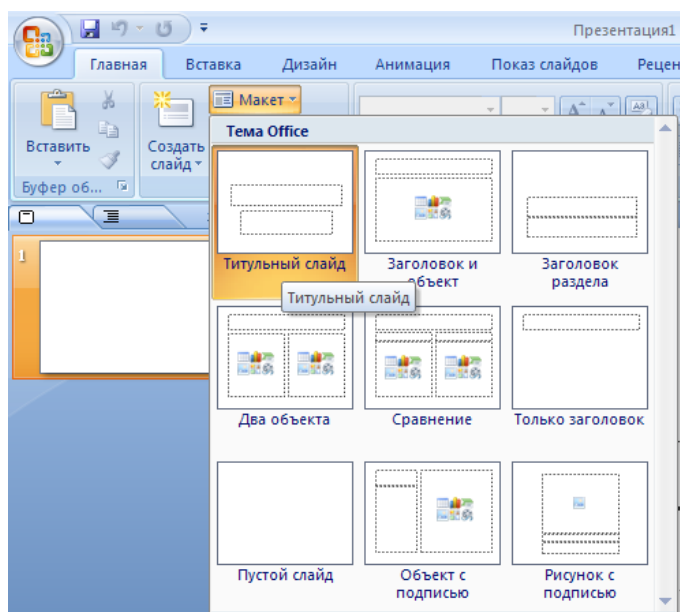 Презентация1
Главная Вставка Дизайн Анимация Показ слайдов Рецен
Макет
Вставить
Создать слайд
Буфер об...
Тема Office
1
Титульный слайд
Заголовок и объект
Заголовок раздела
Титульный слайд
Два объекта
Сравнение
Только заголовок
Пустой слайд
Объект с подписью
Рисунок с подписью